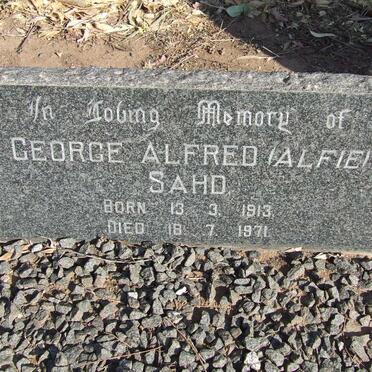 In Loving Memory of
GEORGE ALFRED (ALFIE)
SAHD
BORN 13. 3. 1913.
DIED 18. 7. 1971.